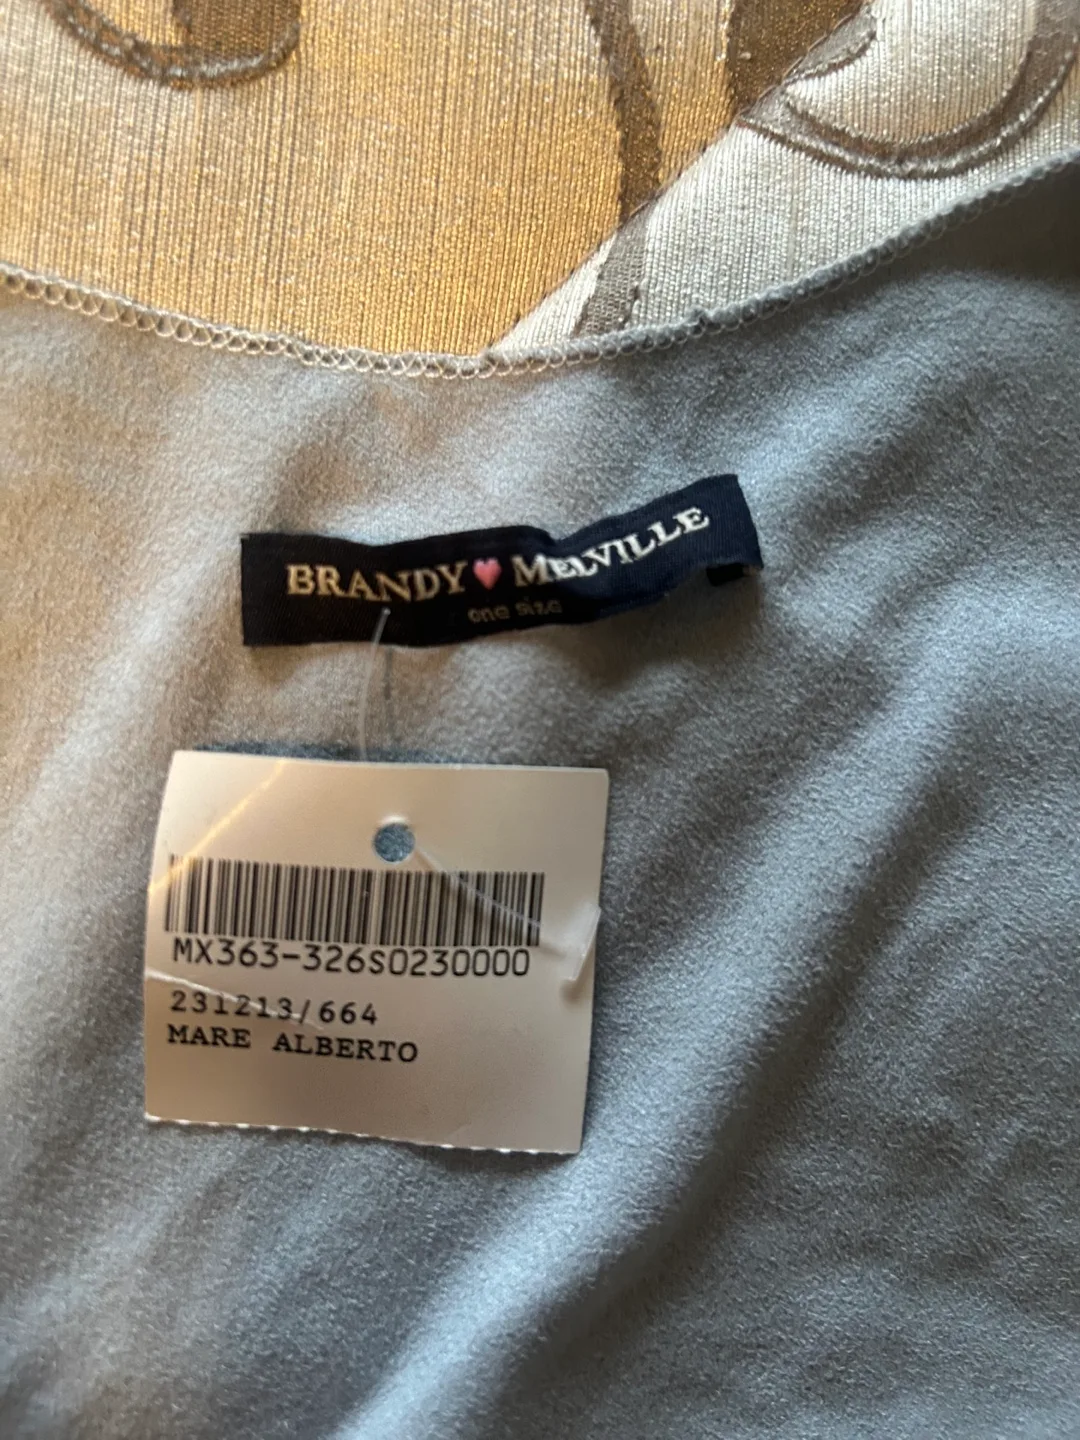 BRANDY MELVILLE
one size
MX363-326S0230000
231213/664
MARE ALBERTO